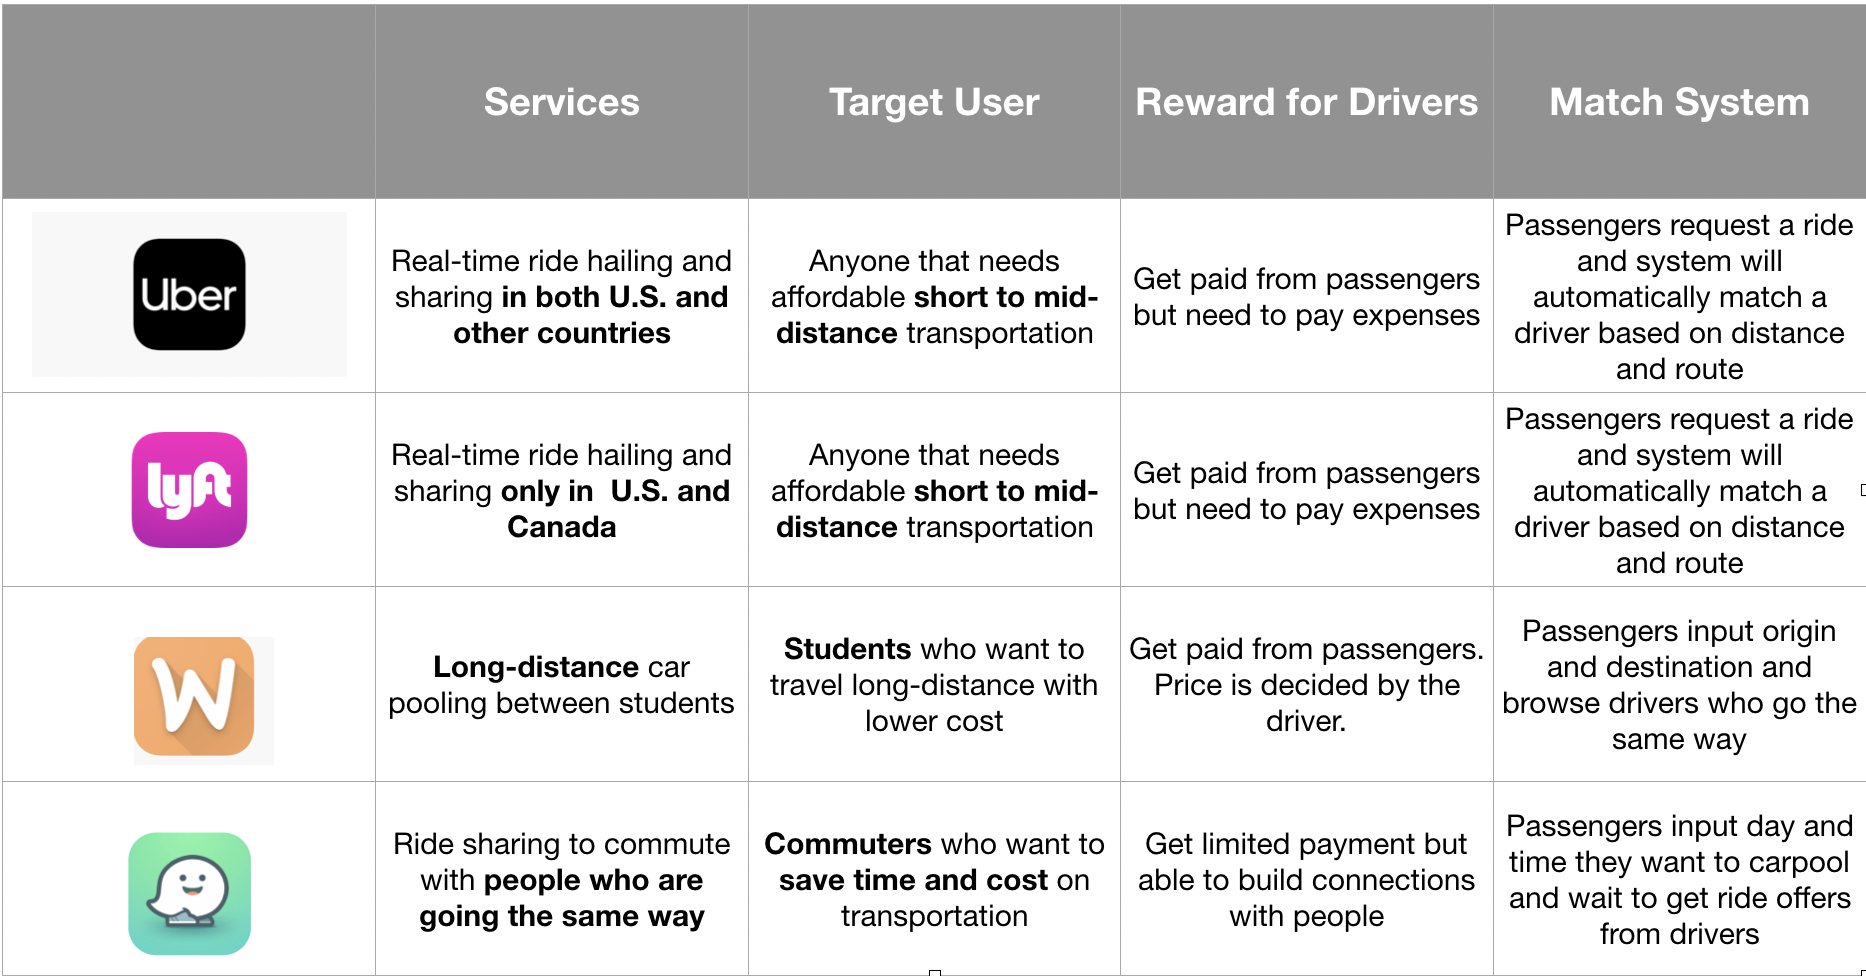 Services
Target User
Reward for Drivers
Match System
Uber
Real-time ride hailing and
sharing in both U.S. and
other countries
Anyone that needs
affordable short to mid-
distance transportation
Get paid from passengers
but need to pay expenses
Passengers request a ride
and system will
automatically match a
driver based on distance
and route
lyft
Real-time ride hailing and
sharing only in  U.S. and
Canada
Anyone that needs
affordable short to mid-
distance transportation
Get paid from passengers
but need to pay expenses
Passengers request a ride
and system will
automatically match a
driver based on distance
and route
W
Long-distance car
pooling between students
Students who want to
travel long-distance with
lower cost
Get paid from passengers.
Price is decided by the
driver.
Passengers input origin
and destination and
browse drivers who go the
same way
Ride sharing to commute
with people who are
going the same way
Commuters who want to
save time and cost on
transportation
Get limited payment but
able to build connections
with people
Passengers input day and
time they want to carpool
and wait to get ride offers
from drivers